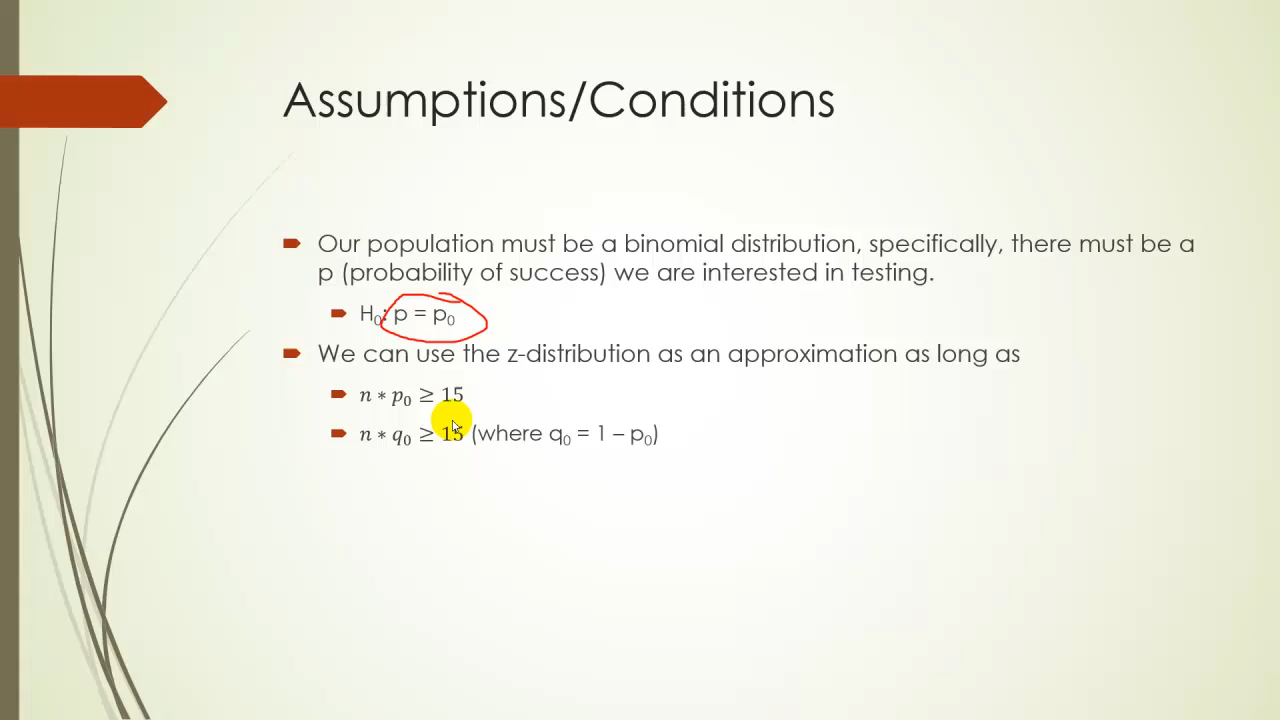 Assumptions/Conditions
Our population must be a binomial distribution, specifically, there must be a
p (probability of success) we are interested in testing.
H₀: p = p₀
We can use the z-distribution as an approximation as long as
n ∗ p₀ ≥ 15
n ∗ q₀ ≥ 15 (where q₀ = 1 – p₀)